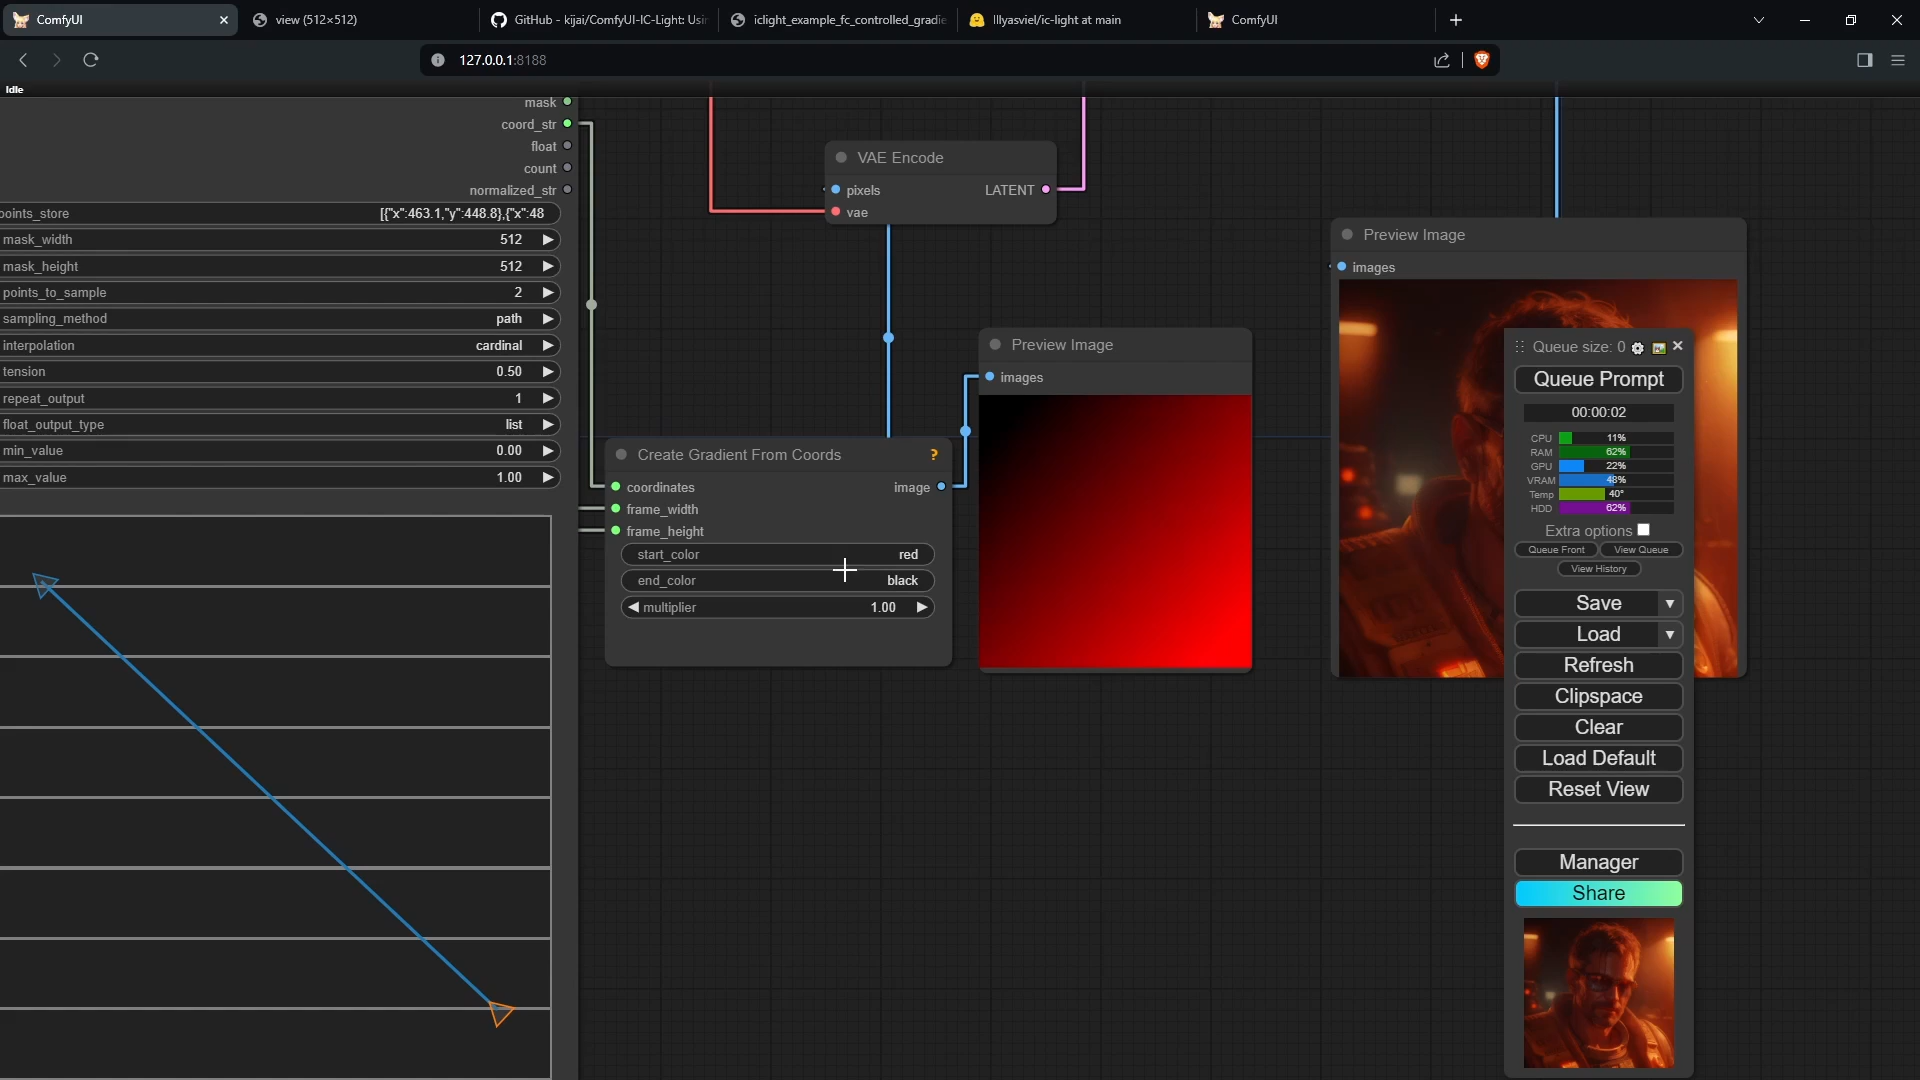 ComfyUI
view (512×512)
GitHub - kijai/ComfyUI-IC-Light: Usin
iclight_example_fc_controlled_gradie
lllyasviel/ic-light at main
ComfyUI
127.0.0.1:8188
Idle
mask
coord_str
float
count
normalized_str
points_store [{"x":463.1,"y":448.8},{"x":48
mask_width 512
mask_height 512
points_to_sample 2
sampling_method path
interpolation cardinal
tension 0.50
repeat_output 1
float_output_type list
min_value 0.00
max_value 1.00
VAE Encode
pixels LATENT
vae
Create Gradient From Coords ?
coordinates image
frame_width
frame_height
start_color red
end_color black
multiplier 1.00
Preview Image
images
Preview Image
images
Queue size: 0
Queue Prompt
00:00:02
CPU 11%
RAM 62%
GPU 22%
VRAM 48%
Temp 40°
HDD 62%
Extra options
Queue Front View Queue
View History
Save
Load
Refresh
Clipspace
Clear
Load Default
Reset View
Manager
Share